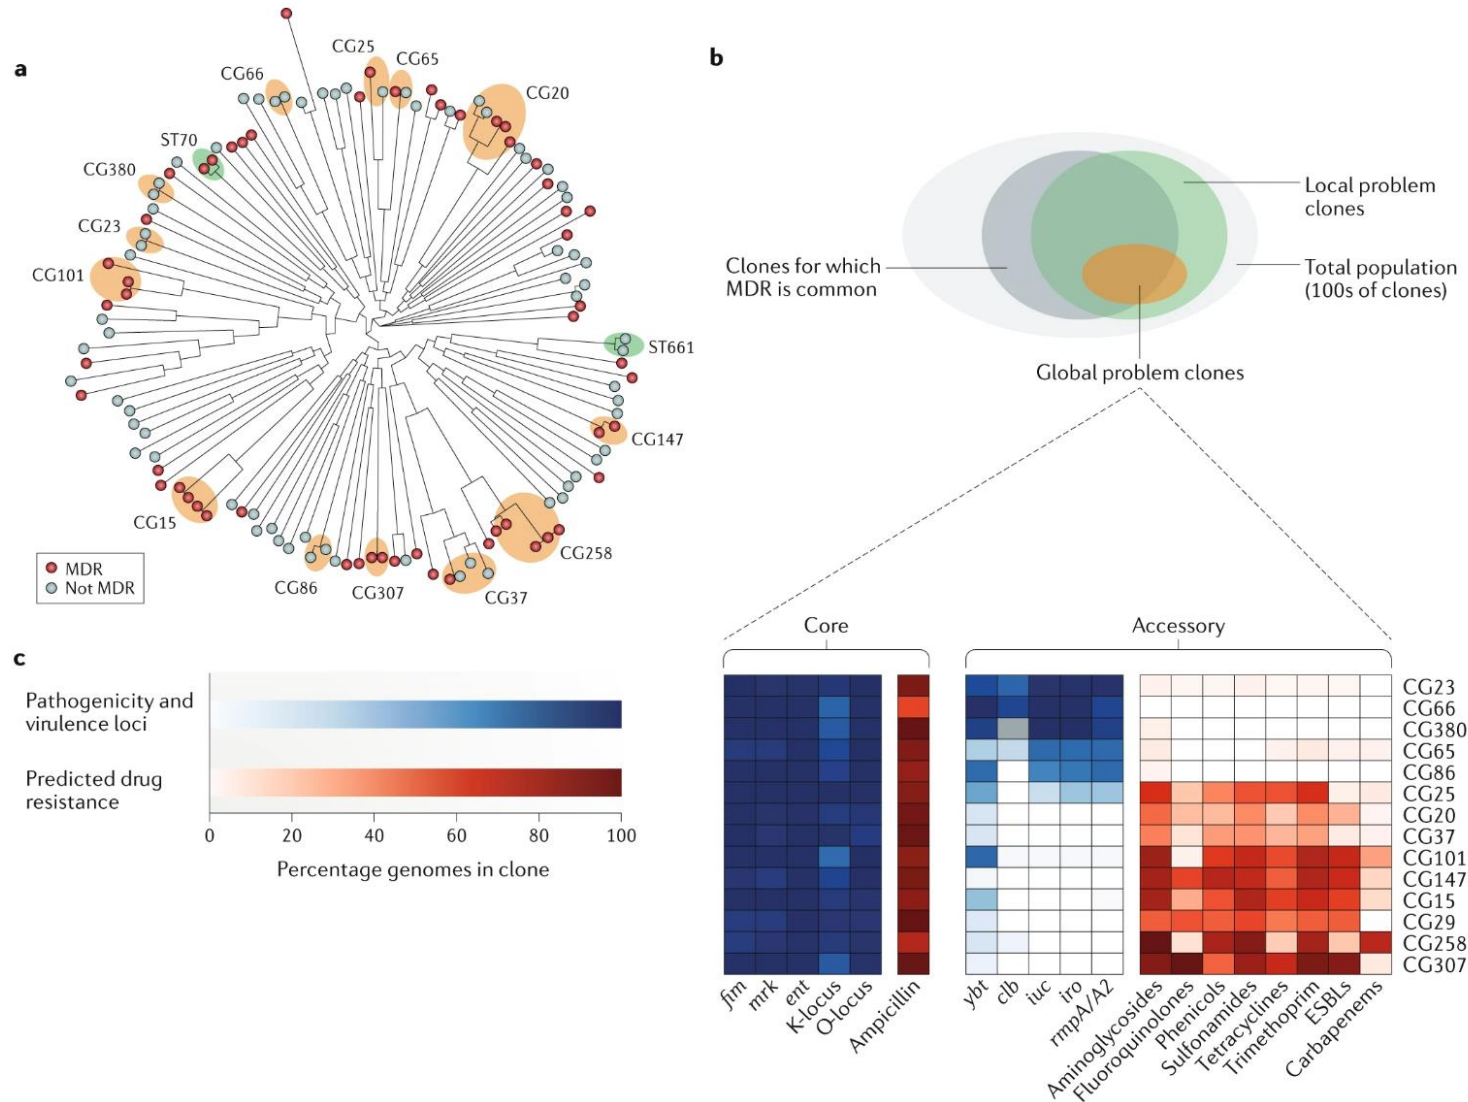 a
CG25
CG65
CG66
CG20
ST70
CG380
CG23
CG101
ST661
CG147
CG15
CG258
CG86
CG307
CG37
MDR
Not MDR
b
Local problem
clones
Clones for which
MDR is common
Total population
(100s of clones)
Global problem clones
c
Pathogenicity and
virulence loci
Predicted drug
resistance
0 20 40 60 80 100
Percentage genomes in clone
Core
Accessory
CG23
CG66
CG380
CG65
CG86
CG25
CG20
CG37
CG101
CG147
CG15
CG29
CG258
CG307
fim
mrk
ent
K-locus
O-locus
Ampicillin
ybt
clb
iuc
iro
rmpA/A2
Aminoglycosides
Fluoroquinolones
Phenicols
Sulfonamides
Tetracyclines
Trimethoprim
ESBLs
Carbapenems